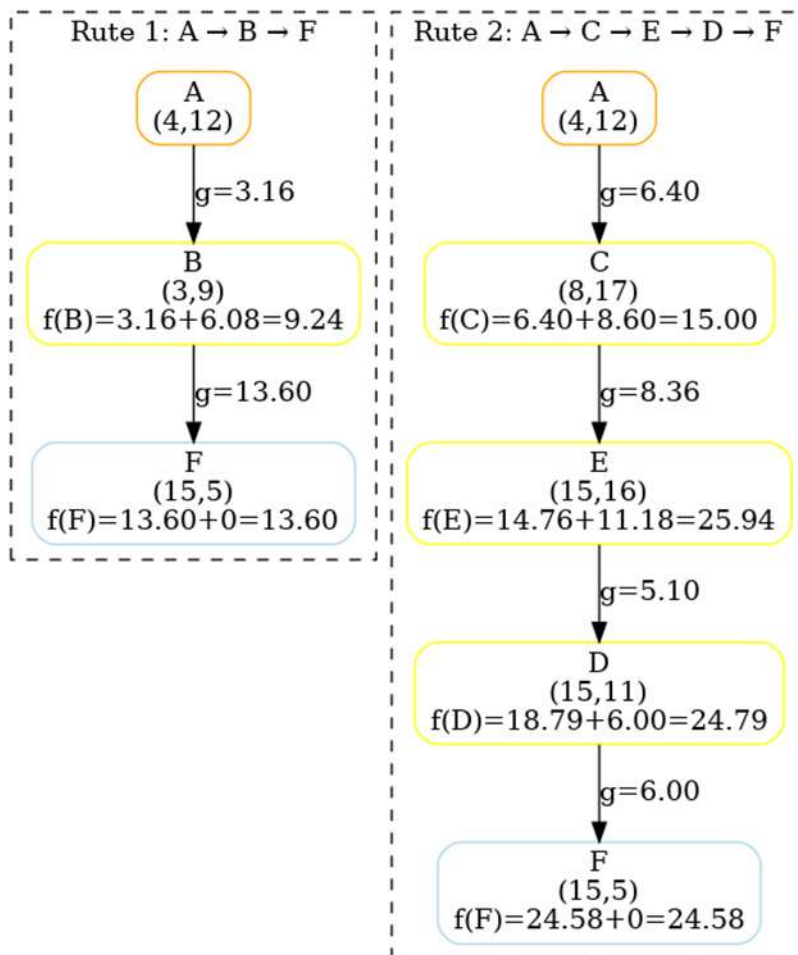 Rute 1: A → B → F
A
(4,12)
g=3.16
B
(3,9)
f(B)=3.16+6.08=9.24
g=13.60
F
(15,5)
f(F)=13.60+0=13.60
Rute 2: A → C → E → D → F
A
(4,12)
g=6.40
C
(8,17)
f(C)=6.40+8.60=15.00
g=8.36
E
(15,16)
f(E)=14.76+11.18=25.94
g=5.10
D
(15,11)
f(D)=18.79+6.00=24.79
g=6.00
F
(15,5)
f(F)=24.58+0=24.58